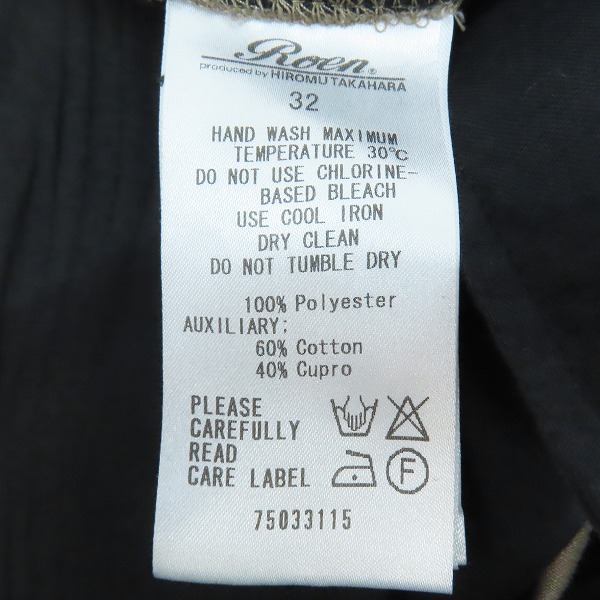 Roen®
produced by HIROMU TAKAHARA
32
HAND WASH MAXIMUM
TEMPERATURE 30℃
DO NOT USE CHLORINE-
BASED BLEACH
USE COOL IRON
DRY CLEAN
DO NOT TUMBLE DRY
100% Polyester
AUXILIARY:
60% Cotton
40% Cupro
PLEASE
CAREFULLY
READ
CARE LABEL
F
75033115